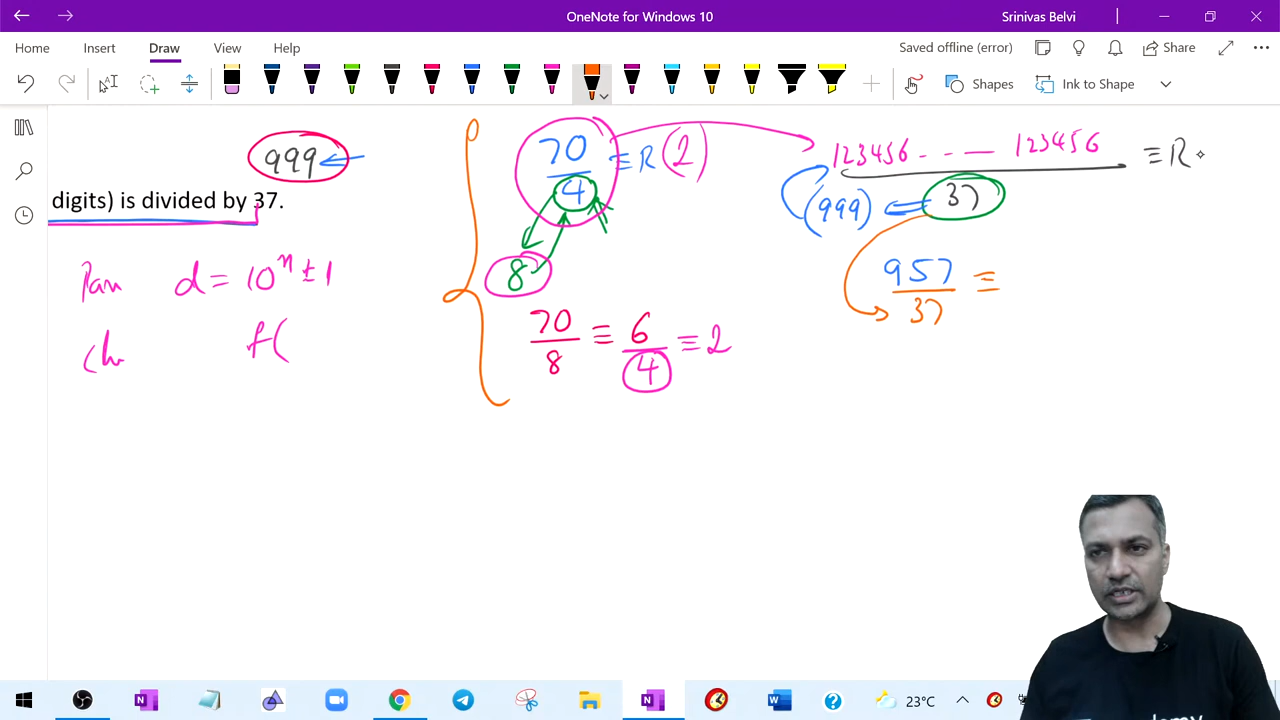 OneNote for Windows 10
Srinivas Belvi
Home Insert Draw View Help
Saved offline (error)
Share
Shapes
Ink to Share
999
digits) is divided by 37.
d = 10ⁿ ± 1
f(
70/4 ≡ R (2)
8
70/8 ≡ 6/4 ≡ 2
123456 - - — 123456 ≡ R
(999) 37
957/37 ≡
23°C